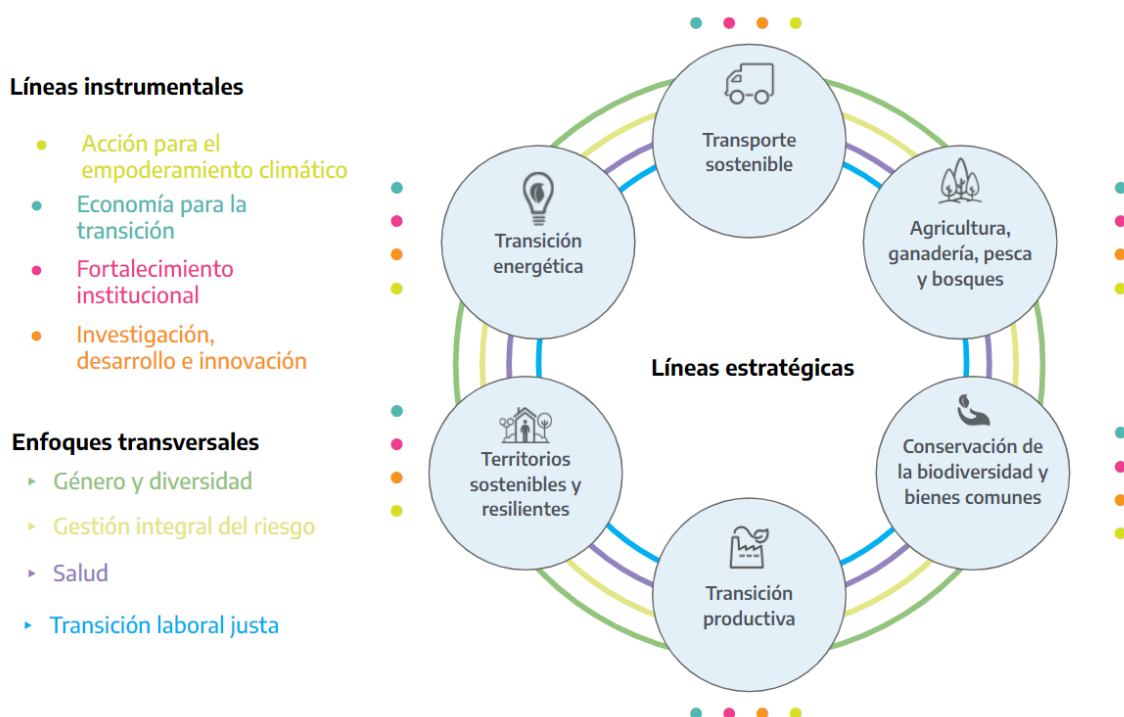 Líneas instrumentales
Acción para el
empoderamiento climático
Economía para la
transición
Fortalecimiento
institucional
Investigación,
desarrollo e innovación
Enfoques transversales
Género y diversidad
Gestión integral del riesgo
Salud
Transición laboral justa
Transporte
sostenible
Transición
energética
Agricultura,
ganadería, pesca
y bosques
Líneas estratégicas
Territorios
sostenibles y
resilientes
Conservación de
la biodiversidad y
bienes comunes
Transición
productiva